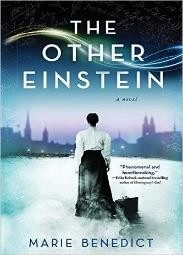 THE
OTHER
EINSTEIN
a novel
"Phenomenal and
heartbreaking."
MARIE BENEDICT